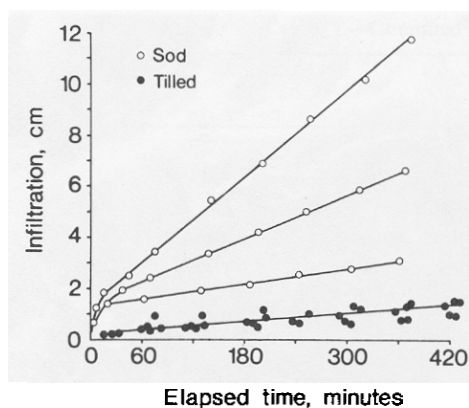 12
10
8
6
4
2
0
Infiltration, cm
Sod
Tilled
0 60 180 300 420
Elapsed time, minutes